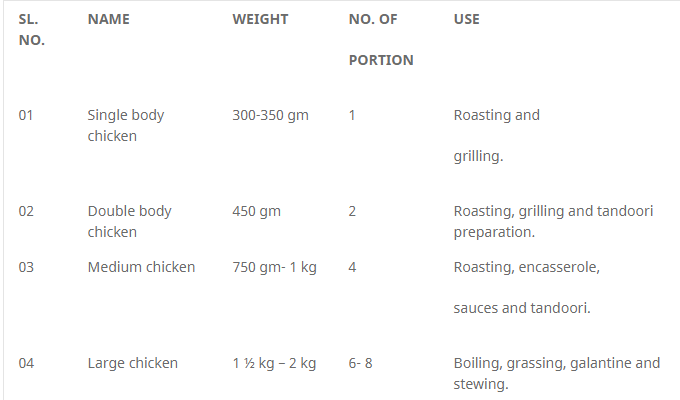 SL. NAME WEIGHT NO. OF USE
NO.
PORTION
01 Single body 300-350 gm 1 Roasting and
chicken
grilling.
02 Double body 450 gm 2 Roasting, grilling and tandoori
chicken preparation.
03 Medium chicken 750 gm- 1 kg 4 Roasting, encasserole,
sauces and tandoori.
04 Large chicken 1 ½ kg – 2 kg 6- 8 Boiling, grassing, galantine and
stewing.